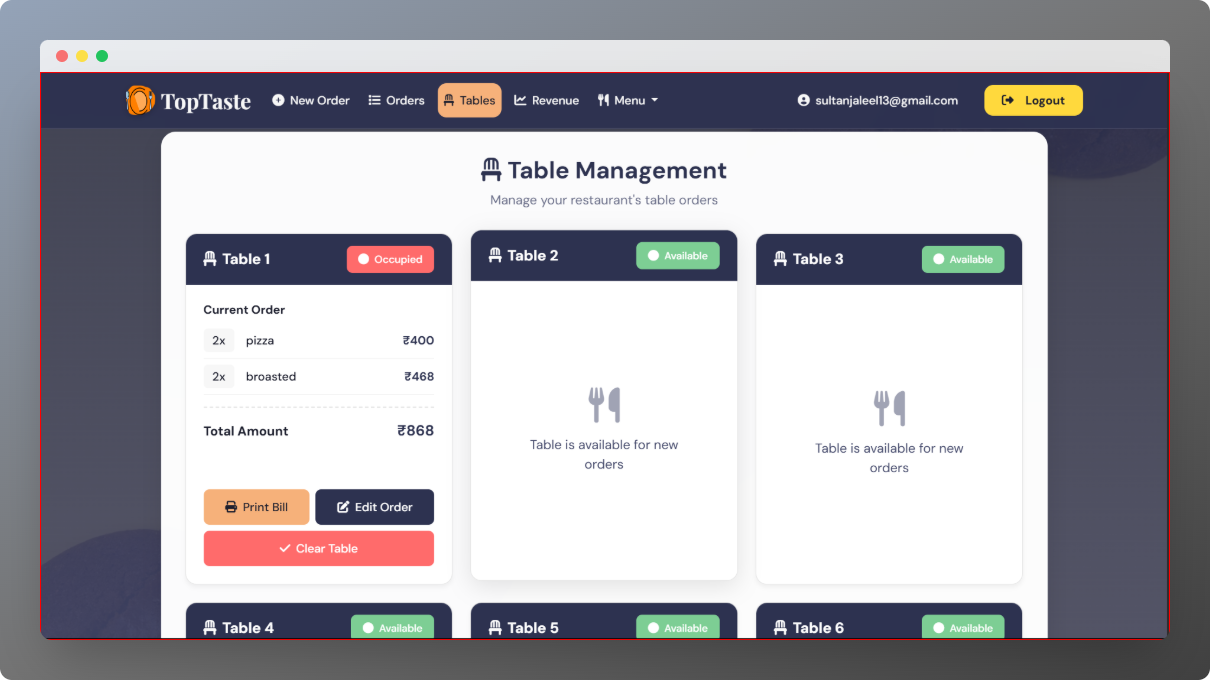 TopTaste New Order Orders Tables Revenue Menu sultanjaleel13@gmail.com Logout
Table Management
Manage your restaurant's table orders
Table 1 Occupied
Current Order
2x pizza ₹400
2x broasted ₹468
Total Amount ₹868
Print Bill Edit Order
Clear Table
Table 2 Available
Table is available for new
orders
Table 3 Available
Table is available for new
orders
Table 4 Available
Table 5 Available
Table 6 Available